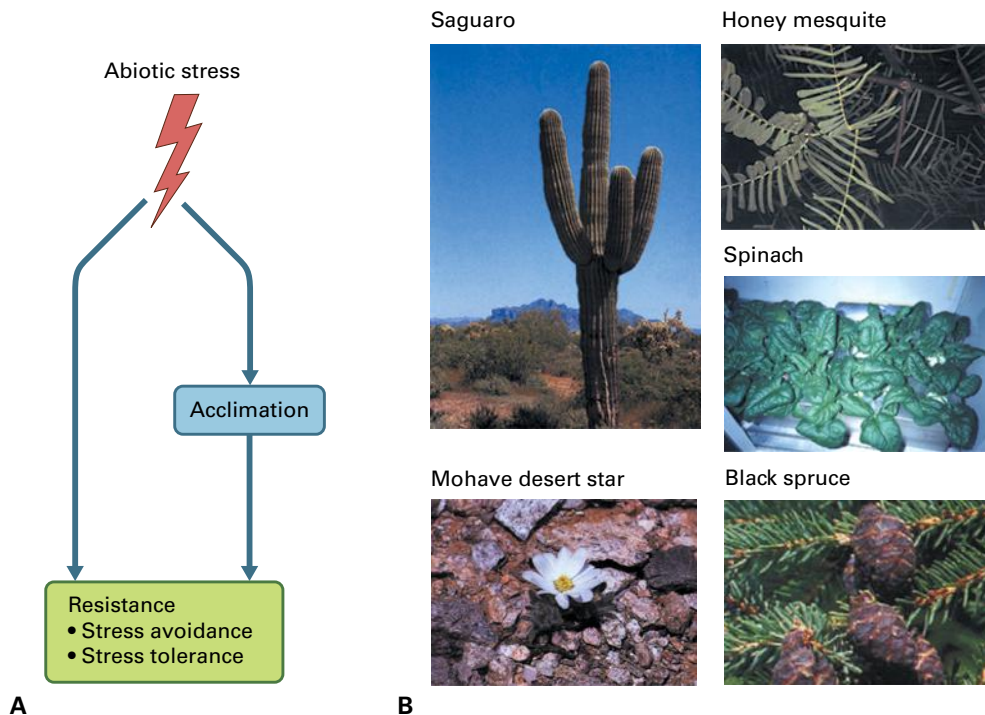 Abiotic stress
Acclimation
Resistance
• Stress avoidance
• Stress tolerance
A
Saguaro
Honey mesquite
Spinach
Mohave desert star
Black spruce
B